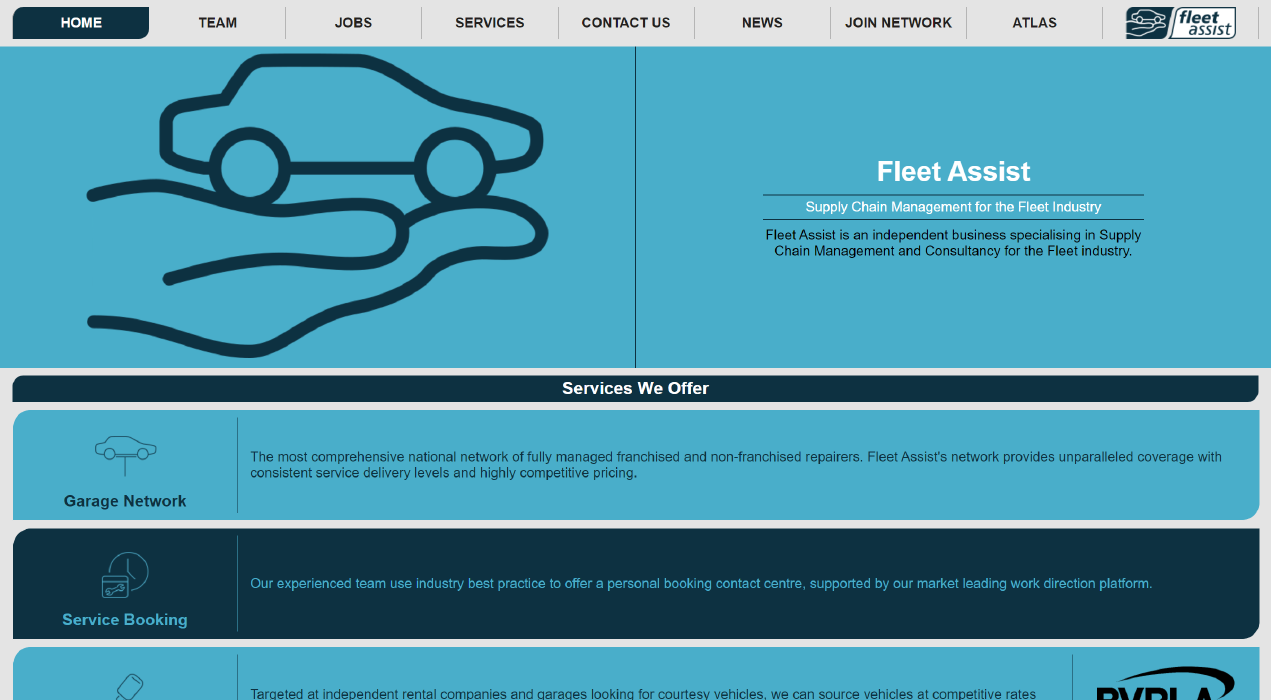 HOME
TEAM
JOBS
SERVICES
CONTACT US
NEWS
JOIN NETWORK
ATLAS
fleet
assist
Fleet Assist
Supply Chain Management for the Fleet Industry
Fleet Assist is an independent business specialising in Supply
Chain Management and Consultancy for the Fleet industry.
Services We Offer
The most comprehensive national network of fully managed franchised and non-franchised repairers. Fleet Assist's network provides unparalleled coverage with
consistent service delivery levels and highly competitive pricing.
Garage Network
Our experienced team use industry best practice to offer a personal booking contact centre, supported by our market leading work direction platform.
Service Booking
Targeted at independent rental companies and garages looking for courtesy vehicles, we can source vehicles at competitive rates
BVRLA